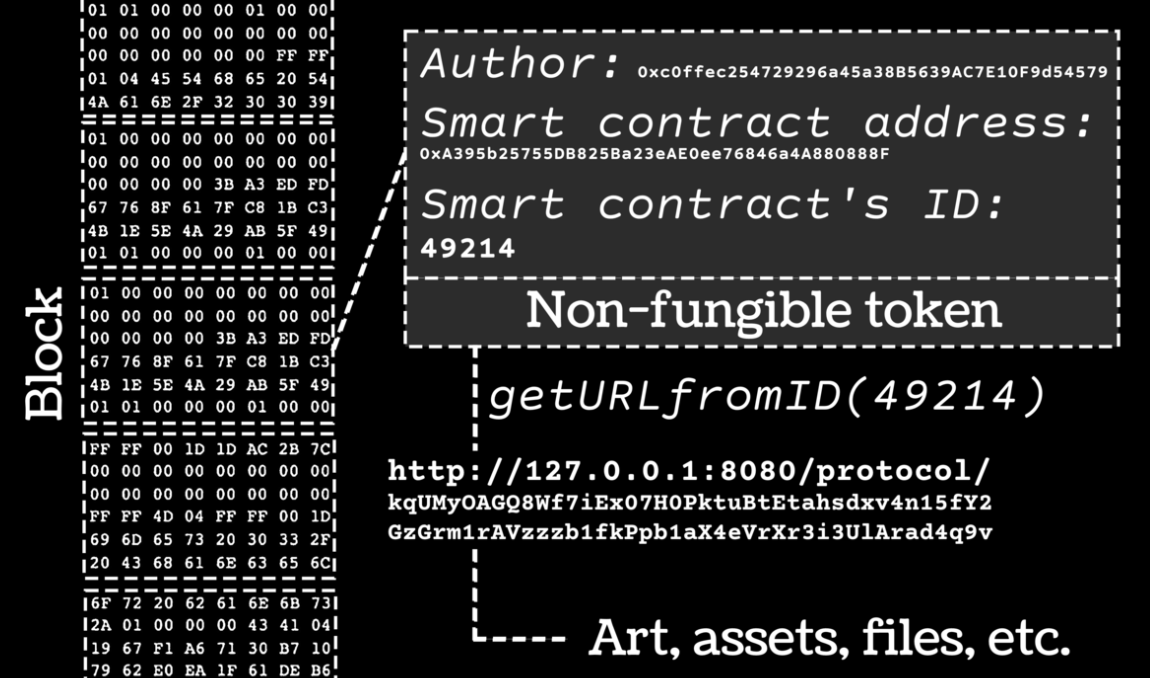 Block
01 01 00 00 00 01 00 00
00 00 00 00 00 00 00 00
00 00 00 00 00 00 FF FF
01 04 45 54 68 65 20 54
4A 61 6E 2F 32 30 30 39
01 00 00 00 00 00 00 00
00 00 00 00 00 00 00 00
00 00 00 00 3B A3 ED FD
67 76 8F 61 7F C8 1B C3
4B 1E 5E 4A 29 AB 5F 49
01 01 00 00 00 01 00 00
01 00 00 00 00 00 00 00
00 00 00 00 00 00 00 00
00 00 00 00 3B A3 ED FD
67 76 8F 61 7F C8 1B C3
4B 1E 5E 4A 29 AB 5F 49
01 01 00 00 00 01 00 00
FF FF 00 1D 1D AC 2B 7C
00 00 00 00 00 00 00 00
00 00 00 00 00 00 00 00
FF FF 4D 04 FF FF 00 1D
69 6D 65 73 20 30 33 2F
20 43 68 61 6E 63 65 6C
6F 72 20 62 61 6E 6B 73
2A 01 00 00 00 43 41 04
19 67 F1 A6 71 30 B7 10
79 62 E0 EA 1F 61 DE B6
Author: 0xc0ffec254729296a45a38B5639AC7E10F9d54579
Smart contract address:
0xA395b25755DB825Ba23eAE0ee76846a4A880888F
Smart contract's ID:
49214
Non-fungible token
getURLfromID(49214)
http://127.0.0.1:8080/protocol/
kqUMyOAGQ8Wf7iEx07H0PktuBtEtahsdxv4n15fY2
GzGrm1rAVzzzb1fkPpb1aX4eVrXr3i3UlArad4q9v
Art, assets, files, etc.